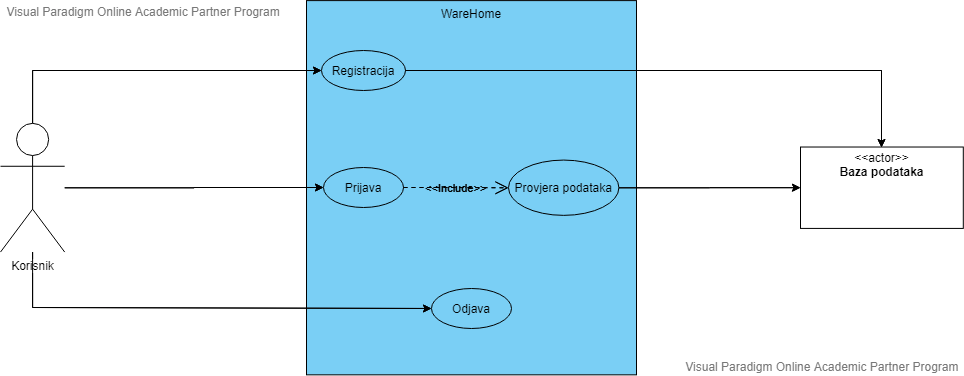 Visual Paradigm Online Academic Partner Program
WareHome
Registracija
<<actor>>
Baza podataka
Prijava
<<Include>>
Provjera podataka
Korisnik
Odjava
Visual Paradigm Online Academic Partner Program